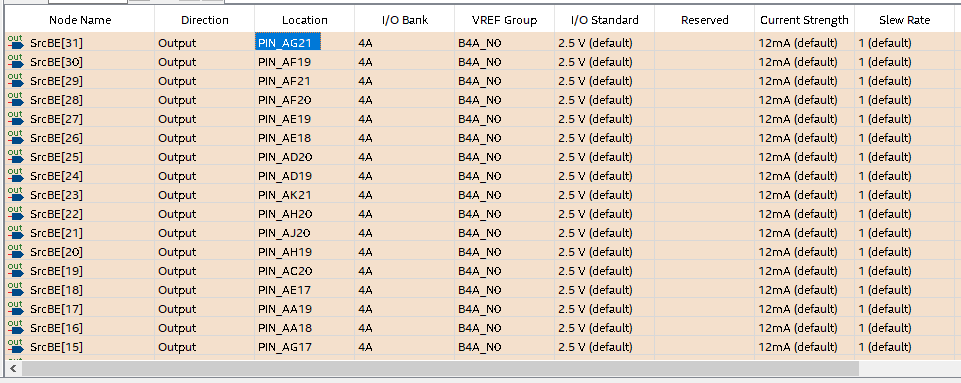 Node Name Direction Location I/O Bank VREF Group I/O Standard Reserved Current Strength Slew Rate
out SrcBE[31] Output PIN_AG21 4A B4A_N0 2.5 V (default) 12mA (default) 1 (default)
out SrcBE[30] Output PIN_AF19 4A B4A_N0 2.5 V (default) 12mA (default) 1 (default)
out SrcBE[29] Output PIN_AF21 4A B4A_N0 2.5 V (default) 12mA (default) 1 (default)
out SrcBE[28] Output PIN_AF20 4A B4A_N0 2.5 V (default) 12mA (default) 1 (default)
out SrcBE[27] Output PIN_AE19 4A B4A_N0 2.5 V (default) 12mA (default) 1 (default)
out SrcBE[26] Output PIN_AE18 4A B4A_N0 2.5 V (default) 12mA (default) 1 (default)
out SrcBE[25] Output PIN_AD20 4A B4A_N0 2.5 V (default) 12mA (default) 1 (default)
out SrcBE[24] Output PIN_AD19 4A B4A_N0 2.5 V (default) 12mA (default) 1 (default)
out SrcBE[23] Output PIN_AK21 4A B4A_N0 2.5 V (default) 12mA (default) 1 (default)
out SrcBE[22] Output PIN_AH20 4A B4A_N0 2.5 V (default) 12mA (default) 1 (default)
out SrcBE[21] Output PIN_AJ20 4A B4A_N0 2.5 V (default) 12mA (default) 1 (default)
out SrcBE[20] Output PIN_AH19 4A B4A_N0 2.5 V (default) 12mA (default) 1 (default)
out SrcBE[19] Output PIN_AC20 4A B4A_N0 2.5 V (default) 12mA (default) 1 (default)
out SrcBE[18] Output PIN_AE17 4A B4A_N0 2.5 V (default) 12mA (default) 1 (default)
out SrcBE[17] Output PIN_AA19 4A B4A_N0 2.5 V (default) 12mA (default) 1 (default)
out SrcBE[16] Output PIN_AA18 4A B4A_N0 2.5 V (default) 12mA (default) 1 (default)
out SrcBE[15] Output PIN_AG17 4A B4A_N0 2.5 V (default) 12mA (default) 1 (default)